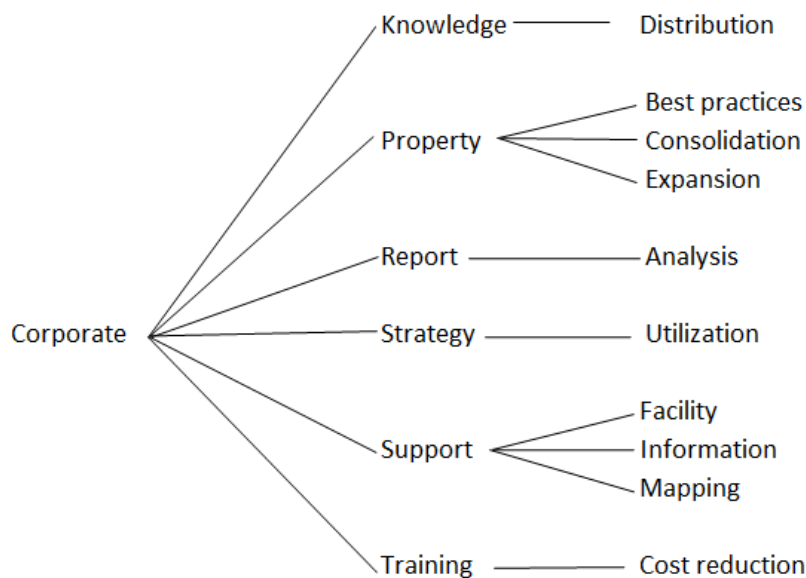 Knowledge
Distribution
Best practices
Property
Consolidation
Expansion
Report
Analysis
Corporate
Strategy
Utilization
Facility
Support
Information
Mapping
Training
Cost reduction